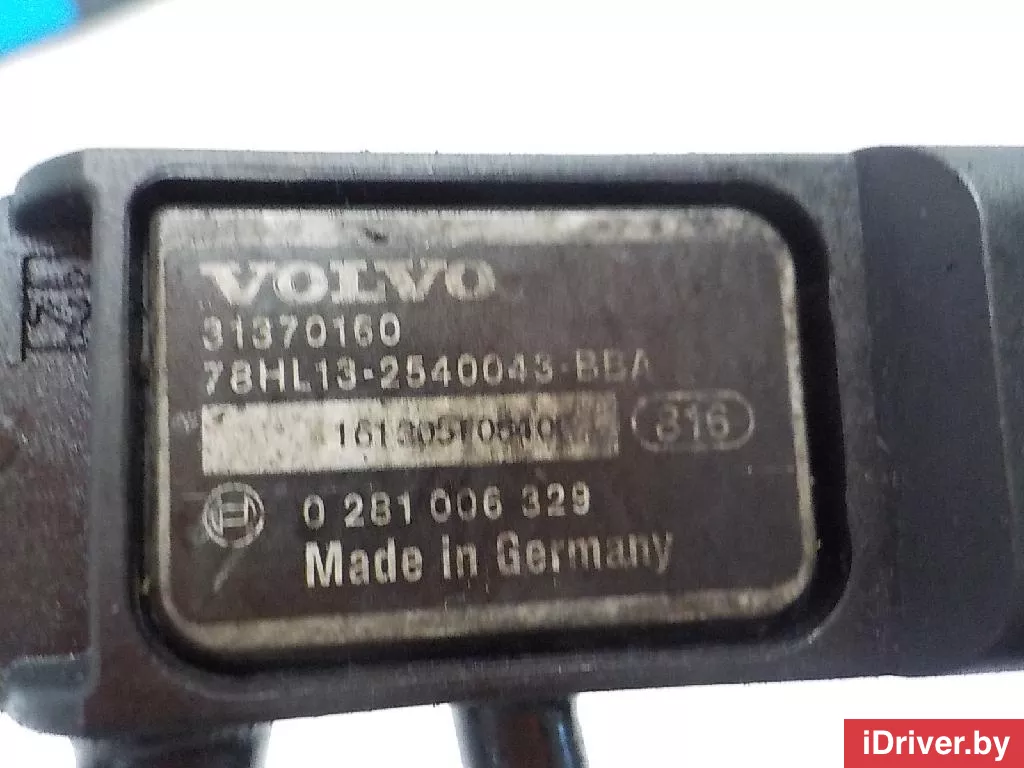 VOLVO
31370160
78HL13-2540043-BBA
316
0 281 006 329
Made in Germany
iDriver.by